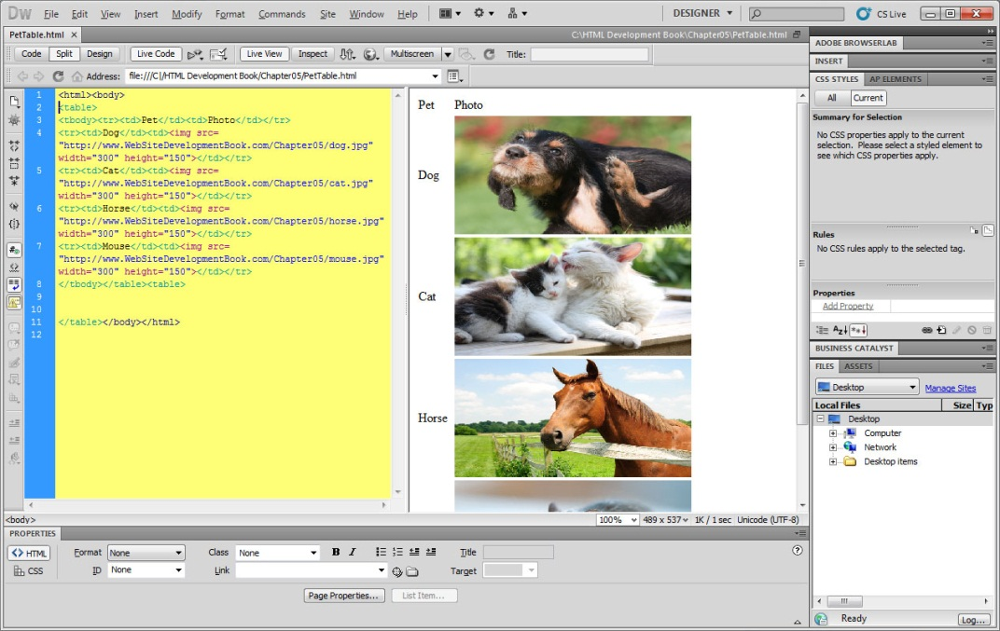 Dw File Edit View Insert Modify Format Commands Site Window Help DESIGNER CS Live
PetTable.html × C:\HTML Development Book\Chapter05\PetTable.html
Code Split Design Live Code Live View Inspect Multiscreen Title:
Address: file:///C|/HTML Development Book/Chapter05/PetTable.html
1 <html><body>
2 <table>
3 <tbody><tr><td>Pet</td><td>Photo</td></tr>
4 <tr><td>Dog</td><td><img src=
"http://www.WebSiteDevelopmentBook.com/Chapter05/dog.jpg"
width="300" height="150"></td></tr>
5 <tr><td>Cat</td><td><img src=
"http://www.WebSiteDevelopmentBook.com/Chapter05/cat.jpg"
width="300" height="150"></td></tr>
6 <tr><td>Horse</td><td><img src=
"http://www.WebSiteDevelopmentBook.com/Chapter05/horse.jpg"
width="300" height="150"></td></tr>
7 <tr><td>Mouse</td><td><img src=
"http://www.WebSiteDevelopmentBook.com/Chapter05/mouse.jpg"
width="300" height="150"></td></tr>
8 </tbody></table><table>
9
10
11 </table></body></html>
12
Pet Photo
Dog
Cat
Horse
ADOBE BROWSERLAB
INSERT
CSS STYLES AP ELEMENTS
All Current
Summary for Selection
No CSS properties apply to the current
selection. Please select a styled element to
see which CSS properties apply.
Rules
No CSS rules apply to the selected tag.
Properties
Add Property
BUSINESS CATALYST
FILES ASSETS
Desktop Manage Sites
Local Files Size Typ
Desktop
Computer
Network
Desktop items
Ready Log...
<body> 100% 489 x 537 1K / 1 sec Unicode (UTF-8)
PROPERTIES
<> HTML Format None Class None B I Title
CSS ID None Link Target
Page Properties... List Item...